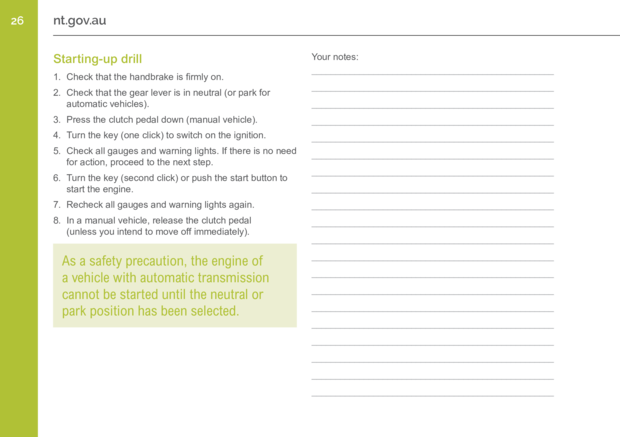 26
nt.gov.au
Starting-up drill
1. Check that the handbrake is firmly on.
2. Check that the gear lever is in neutral (or park for
automatic vehicles).
3. Press the clutch pedal down (manual vehicle).
4. Turn the key (one click) to switch on the ignition.
5. Check all gauges and warning lights. If there is no need
for action, proceed to the next step.
6. Turn the key (second click) or push the start button to
start the engine.
7. Recheck all gauges and warning lights again.
8. In a manual vehicle, release the clutch pedal
(unless you intend to move off immediately).
As a safety precaution, the engine of
a vehicle with automatic transmission
cannot be started until the neutral or
park position has been selected.
Your notes: